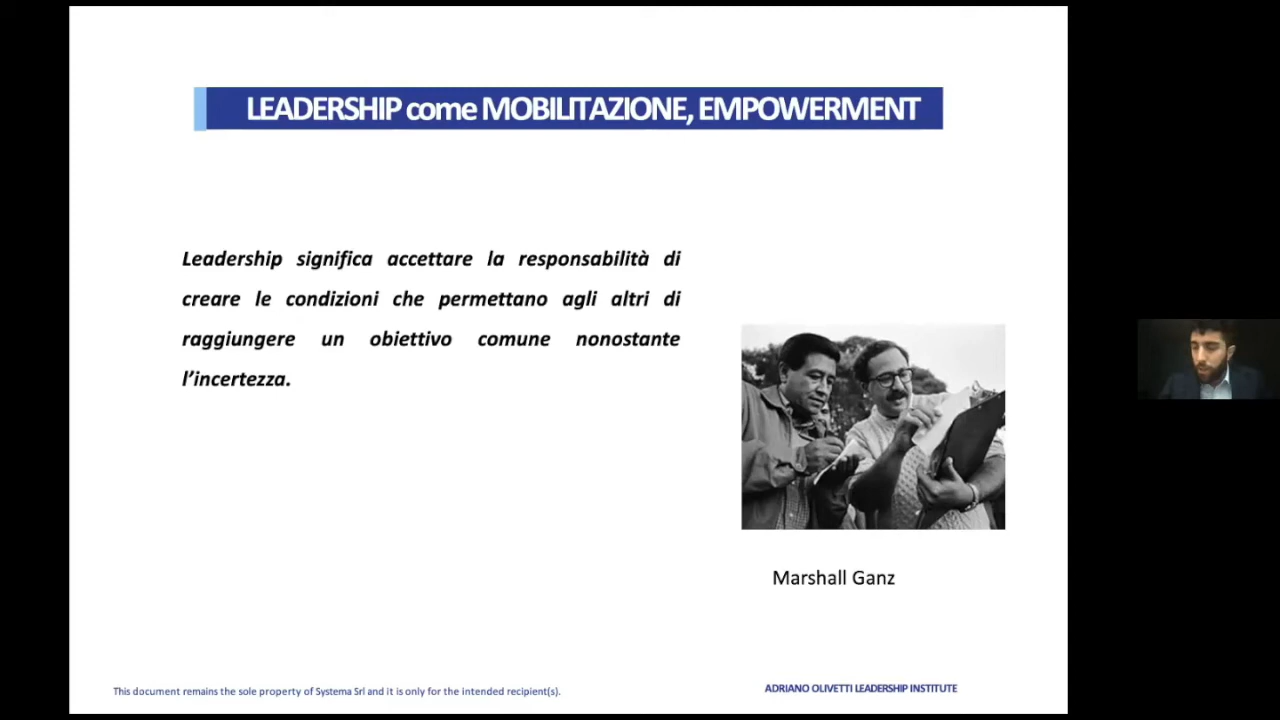 LEADERSHIP come MOBILITAZIONE, EMPOWERMENT
Leadership significa accettare la responsabilità di
creare le condizioni che permettano agli altri di
raggiungere un obiettivo comune nonostante
l’incertezza.
Marshall Ganz
This document remains the sole property of Systema Srl and it is only for the intended recipient(s).
ADRIANO OLIVETTI LEADERSHIP INSTITUTE